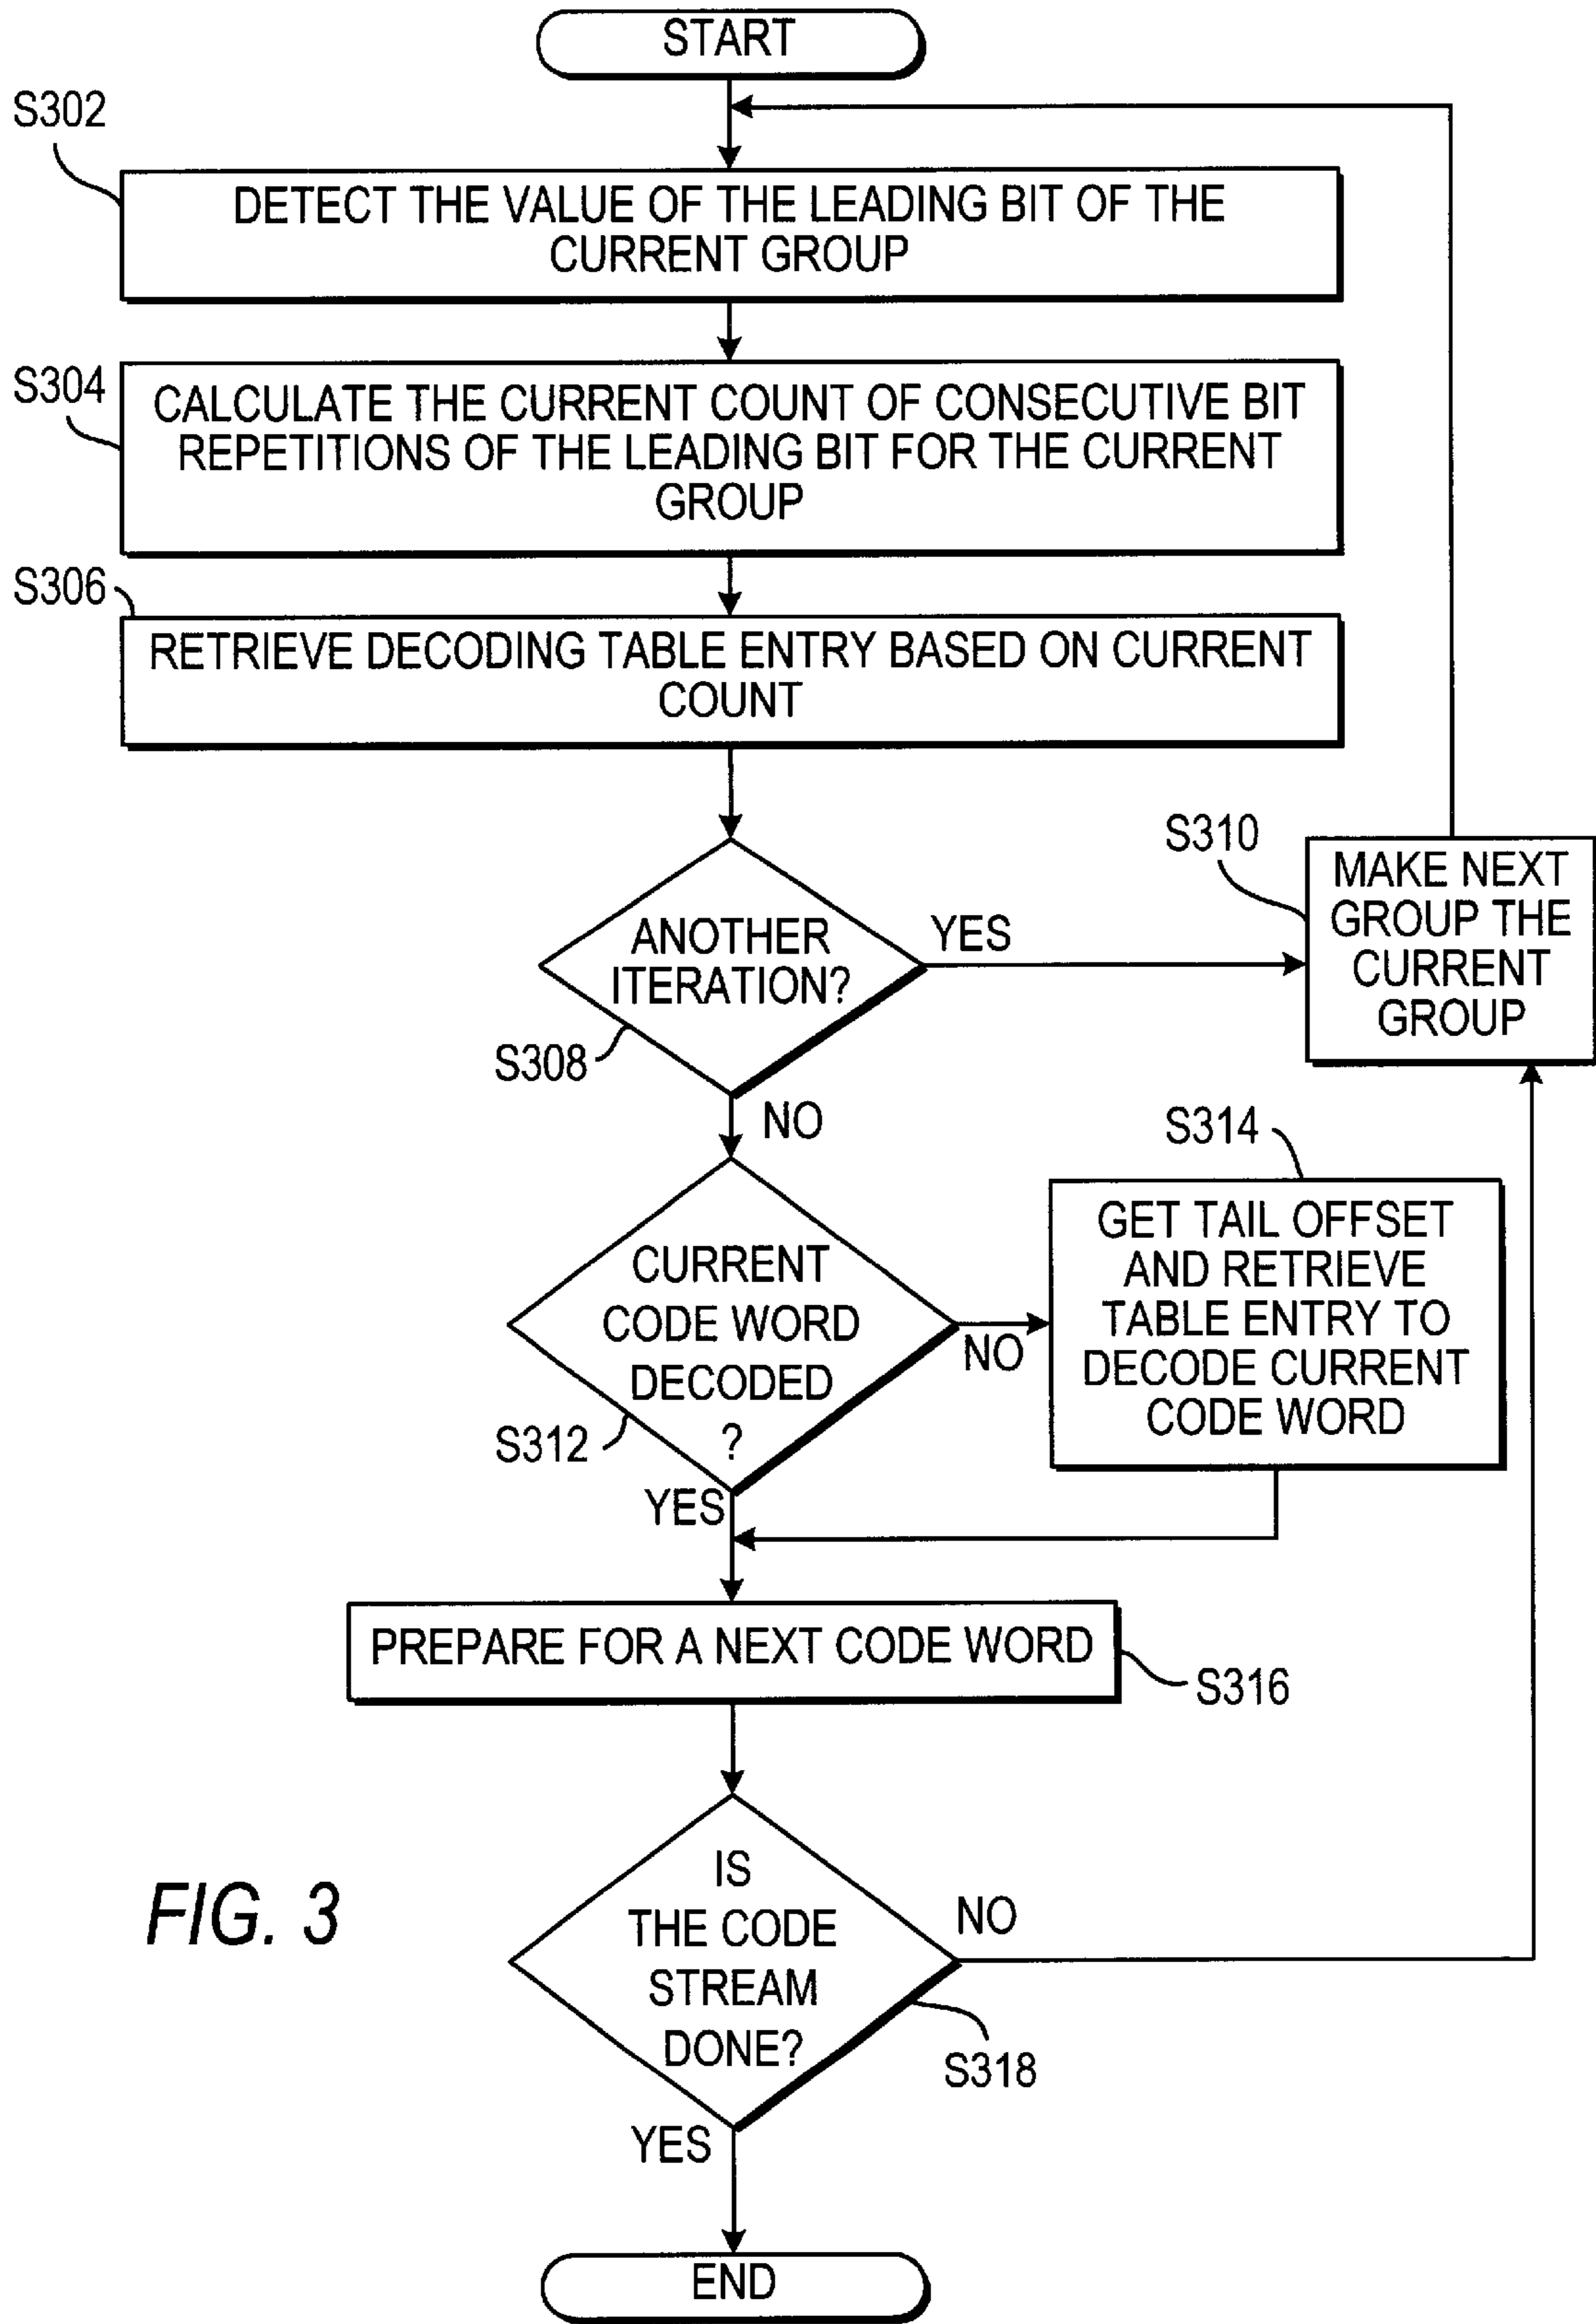 START
S302
DETECT THE VALUE OF THE LEADING BIT OF THE
CURRENT GROUP
S304
CALCULATE THE CURRENT COUNT OF CONSECUTIVE BIT
REPETITIONS OF THE LEADING BIT FOR THE CURRENT
GROUP
S306
RETRIEVE DECODING TABLE ENTRY BASED ON CURRENT
COUNT
ANOTHER
ITERATION?
S308
YES
S310
MAKE NEXT
GROUP THE
CURRENT
GROUP
NO
CURRENT
CODE WORD
DECODED
?
S312
NO
S314
GET TAIL OFFSET
AND RETRIEVE
TABLE ENTRY TO
DECODE CURRENT
CODE WORD
YES
PREPARE FOR A NEXT CODE WORD
S316
IS
THE CODE
STREAM
DONE?
NO
S318
YES
END
FIG. 3